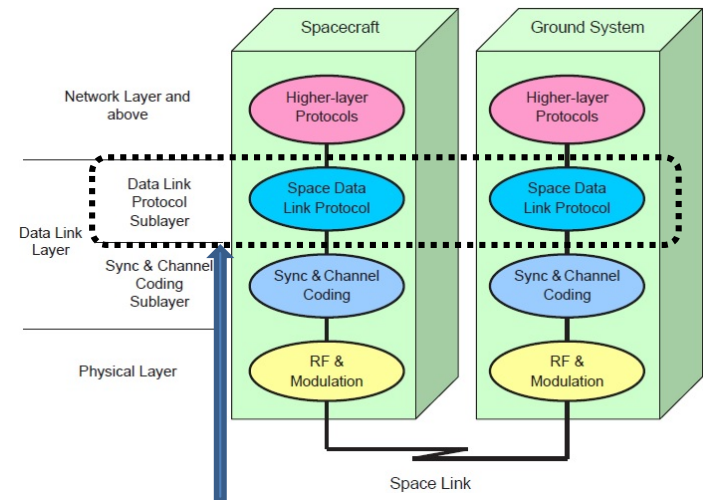 Spacecraft
Ground System
Network Layer and
above
Higher-layer
Protocols
Higher-layer
Protocols
Data Link
Protocol
Sublayer
Space Data
Link Protocol
Space Data
Link Protocol
Data Link
Layer
Sync & Channel
Coding
Sublayer
Sync & Channel
Coding
Sync & Channel
Coding
Physical Layer
RF &
Modulation
RF &
Modulation
Space Link